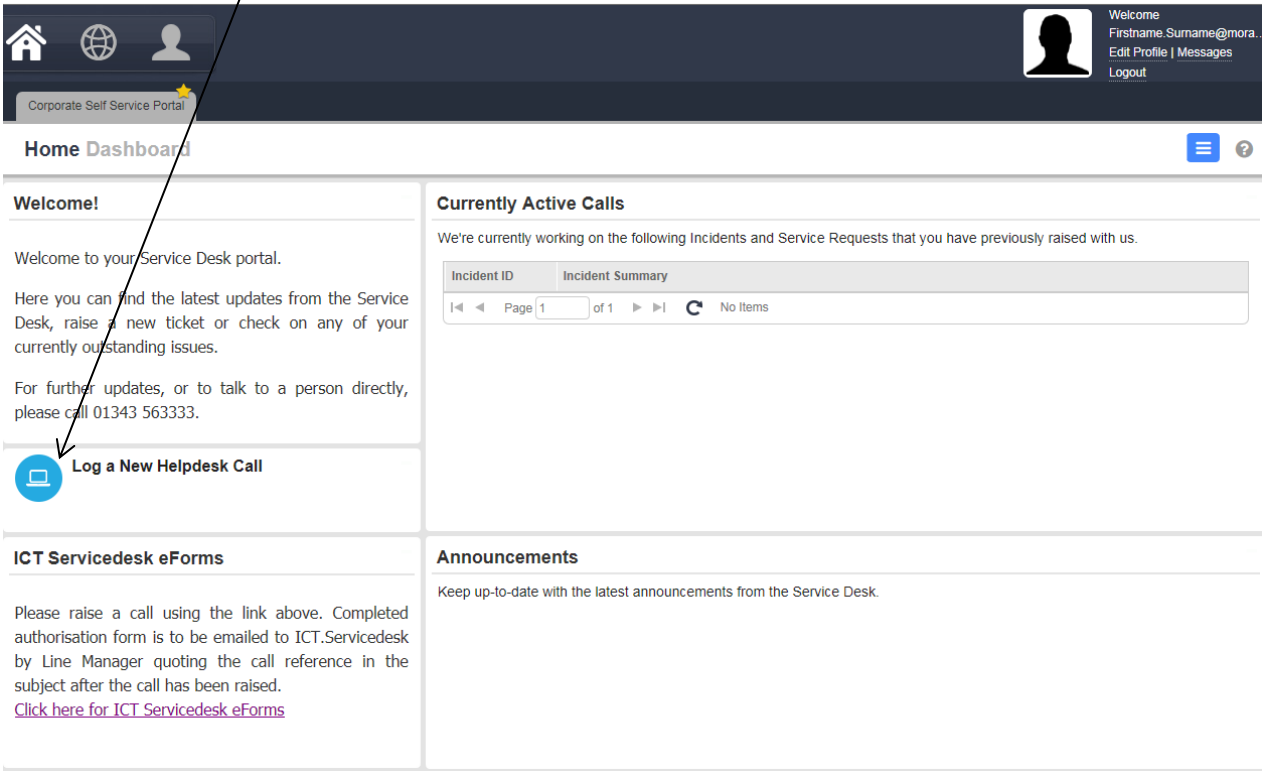 Welcome
Firstname.Surname@mora..
Edit Profile | Messages
Logout
Corporate Self Service Portal
Home Dashboard
Welcome!
Welcome to your Service Desk portal.
Here you can find the latest updates from the Service
Desk, raise a new ticket or check on any of your
currently outstanding issues.
For further updates, or to talk to a person directly,
please call 01343 563333.
Log a New Helpdesk Call
ICT Servicedesk eForms
Please raise a call using the link above. Completed
authorisation form is to be emailed to ICT.Servicedesk
by Line Manager quoting the call reference in the
subject after the call has been raised.
Click here for ICT Servicedesk eForms
Currently Active Calls
We're currently working on the following Incidents and Service Requests that you have previously raised with us.
Incident ID Incident Summary
Page 1 of 1 No Items
Announcements
Keep up-to-date with the latest announcements from the Service Desk.